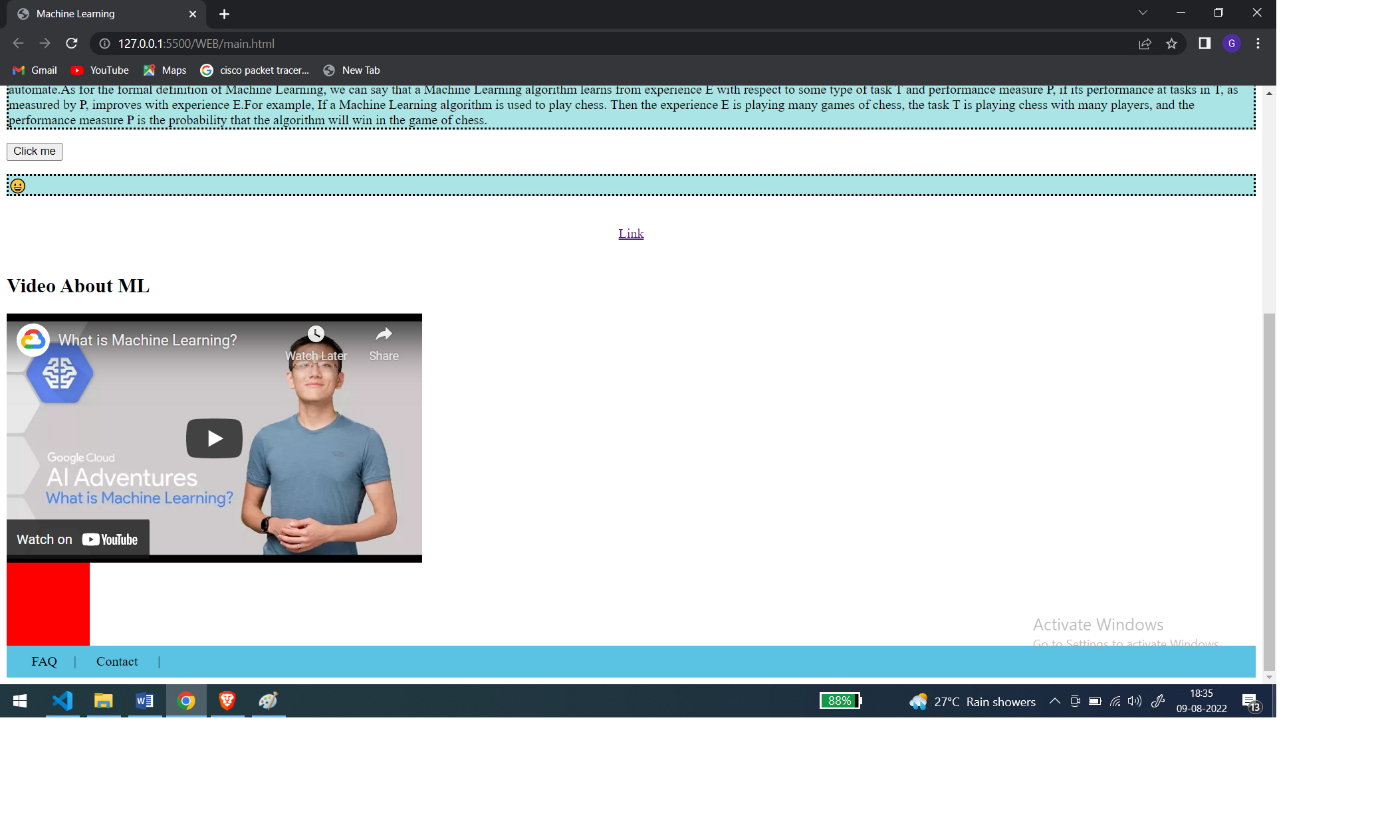 Machine Learning
127.0.0.1:5500/WEB/main.html
G
Gmail YouTube Maps cisco packet tracer... New Tab
automate.As for the formal definition of Machine Learning, we can say that a Machine Learning algorithm learns from experience E with respect to some type of task T and performance measure P, if its performance at tasks in T, as
measured by P, improves with experience E.For example, If a Machine Learning algorithm is used to play chess. Then the experience E is playing many games of chess, the task T is playing chess with many players, and the
performance measure P is the probability that the algorithm will win in the game of chess.
Click me
Link
Video About ML
What is Machine Learning?
Watch Later Share
Google Cloud
AI Adventures
What is Machine Learning?
Watch on YouTube
Activate Windows
Go to Settings to activate Windows.
FAQ | Contact |
88%
27°C Rain showers
18:35
09-08-2022
13